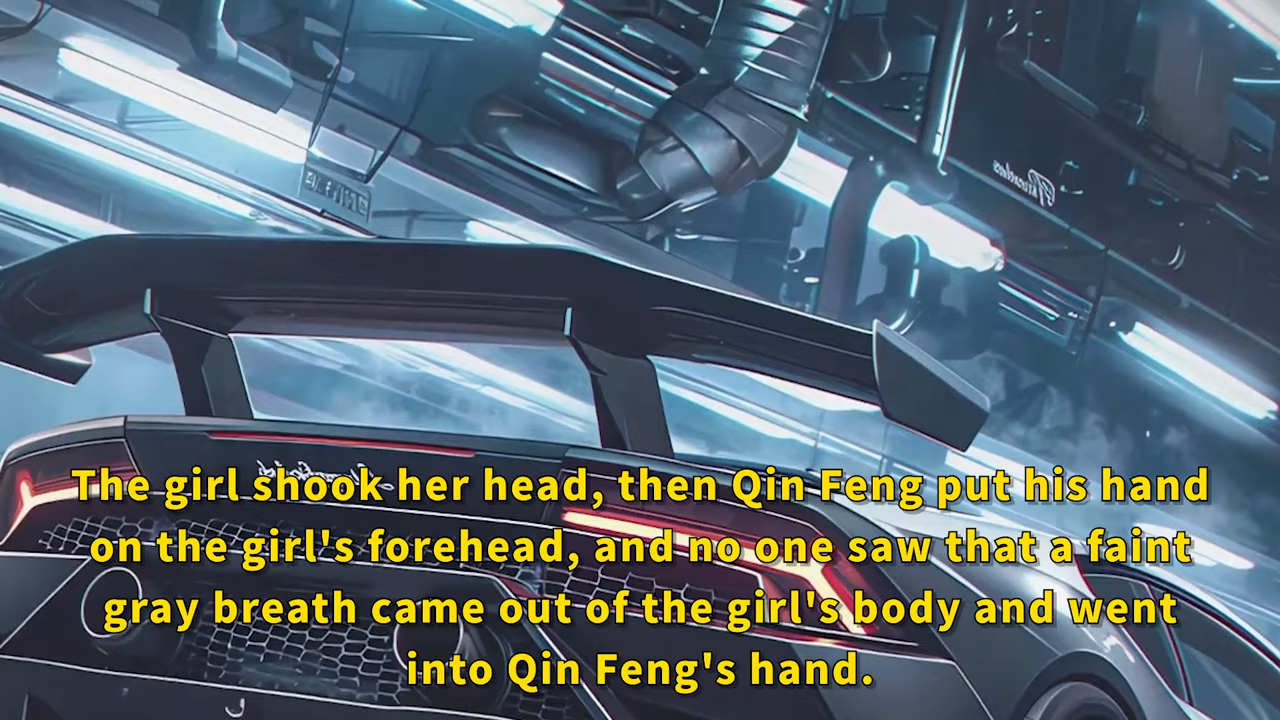 The girl shook her head, then Qin Feng put his hand
on the girl's forehead, and no one saw that a faint
gray breath came out of the girl's body and went
into Qin Feng's hand.